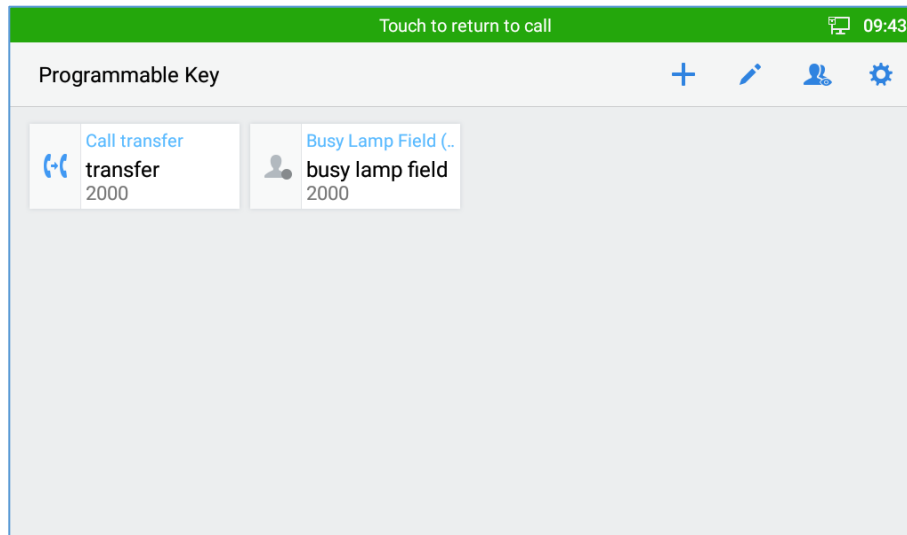 Touch to return to call 09:43
Programmable Key
Call transfer
transfer
2000
Busy Lamp Field (..
busy lamp field
2000